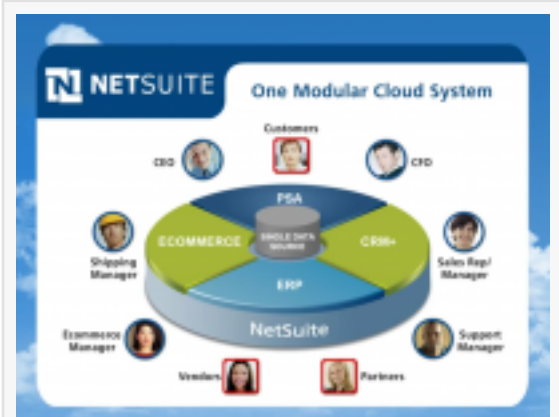 N NETSUITE
One Modular Cloud System
Customers
CEO
CFO
PSA
ECOMMERCE
SINGLE DATA
SOURCE
CRM+
Shipping
Manager
Sales Rep/
Manager
ERP
NetSuite
Ecommerce
Manager
Support
Manager
Vendors
Partners